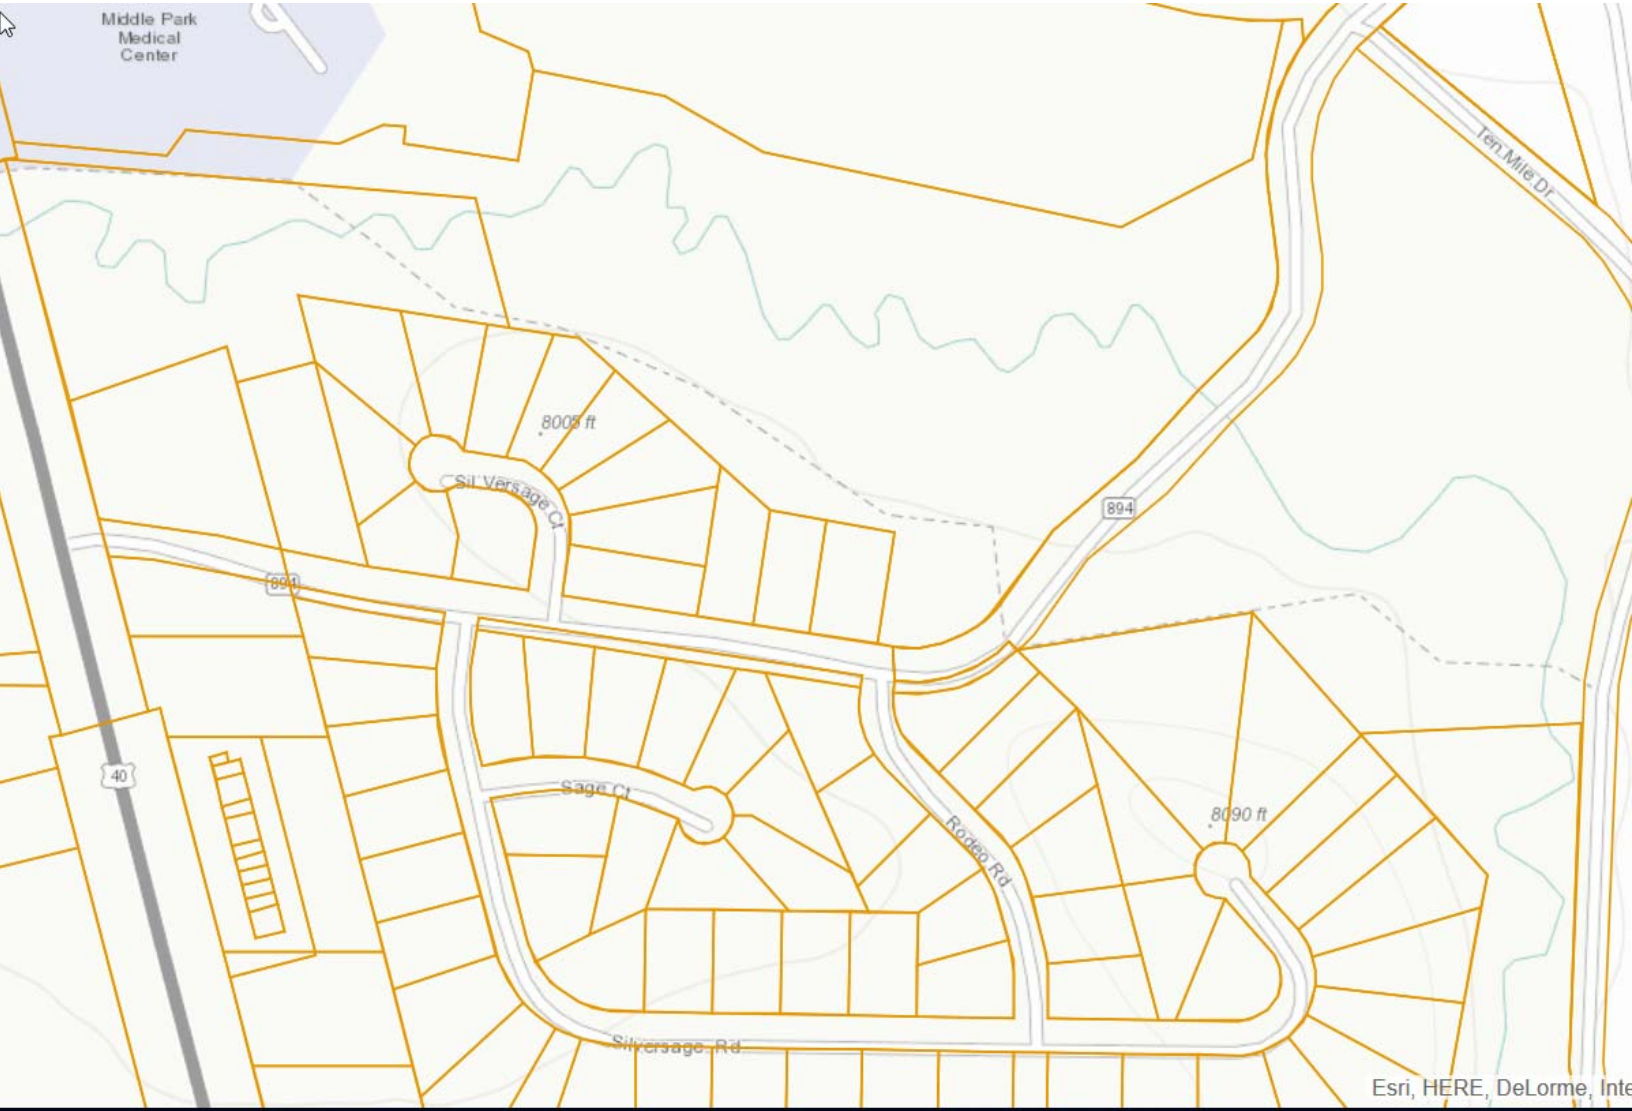 Middle Park
Medical
Center
Ten Mile Dr
8005 ft
Sil Versage Ct
894
894
40
Sage Ct
8090 ft
Rodeo Rd
Silversage Rd
Esri, HERE, DeLorme, Inte